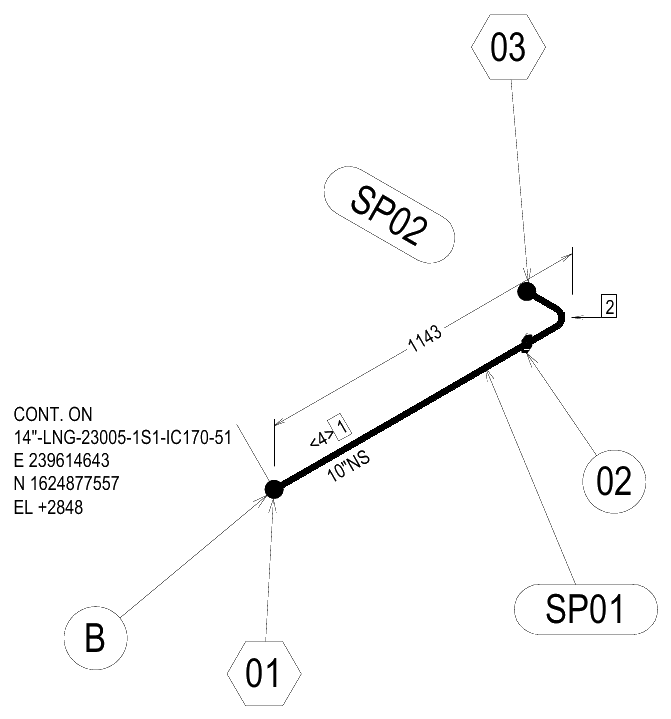 03
SP02
2
1143
CONT. ON
14"-LNG-23005-1S1-IC170-51
E 239614643
N 1624877557
EL +2848
<4> 1
10"NS
02
SP01
B
01